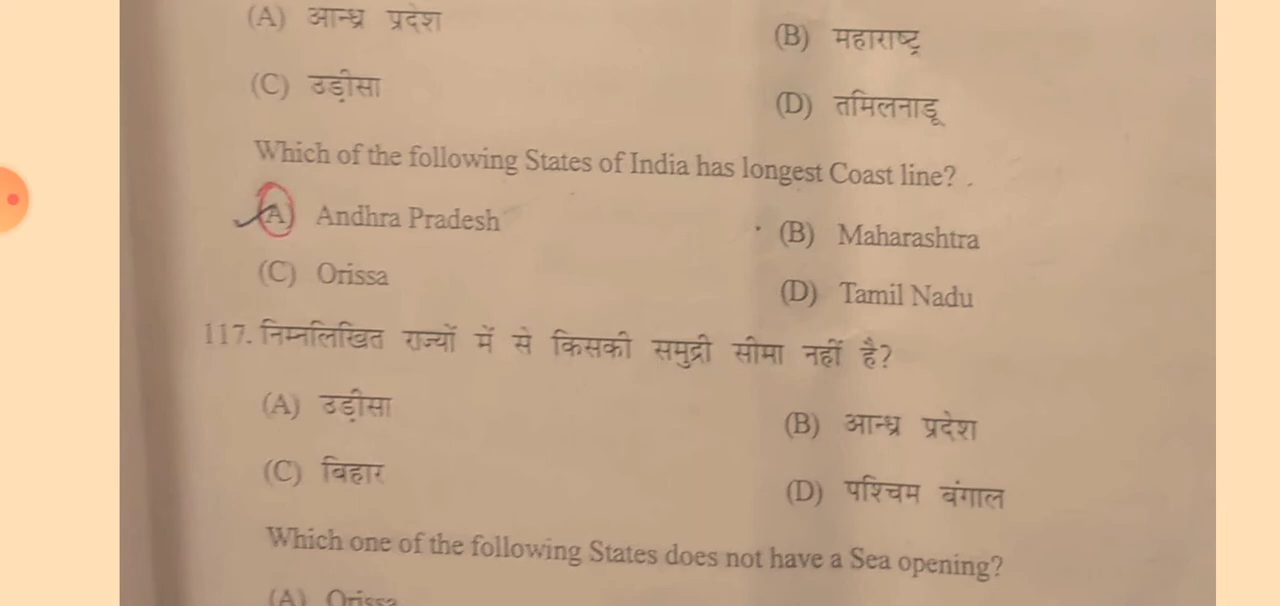 (A) आन्ध्र प्रदेश (B) महाराष्ट्र
(C) उड़ीसा (D) तमिलनाडू
Which of the following States of India has longest Coast line?
(A) Andhra Pradesh (B) Maharashtra
(C) Orissa (D) Tamil Nadu
117. निम्नलिखित राज्यों में से किसकी समुद्री सीमा नहीं है?
(A) उड़ीसा (B) आन्ध्र प्रदेश
(C) बिहार (D) पश्चिम बंगाल
Which one of the following States does not have a Sea opening?
(A) Orissa